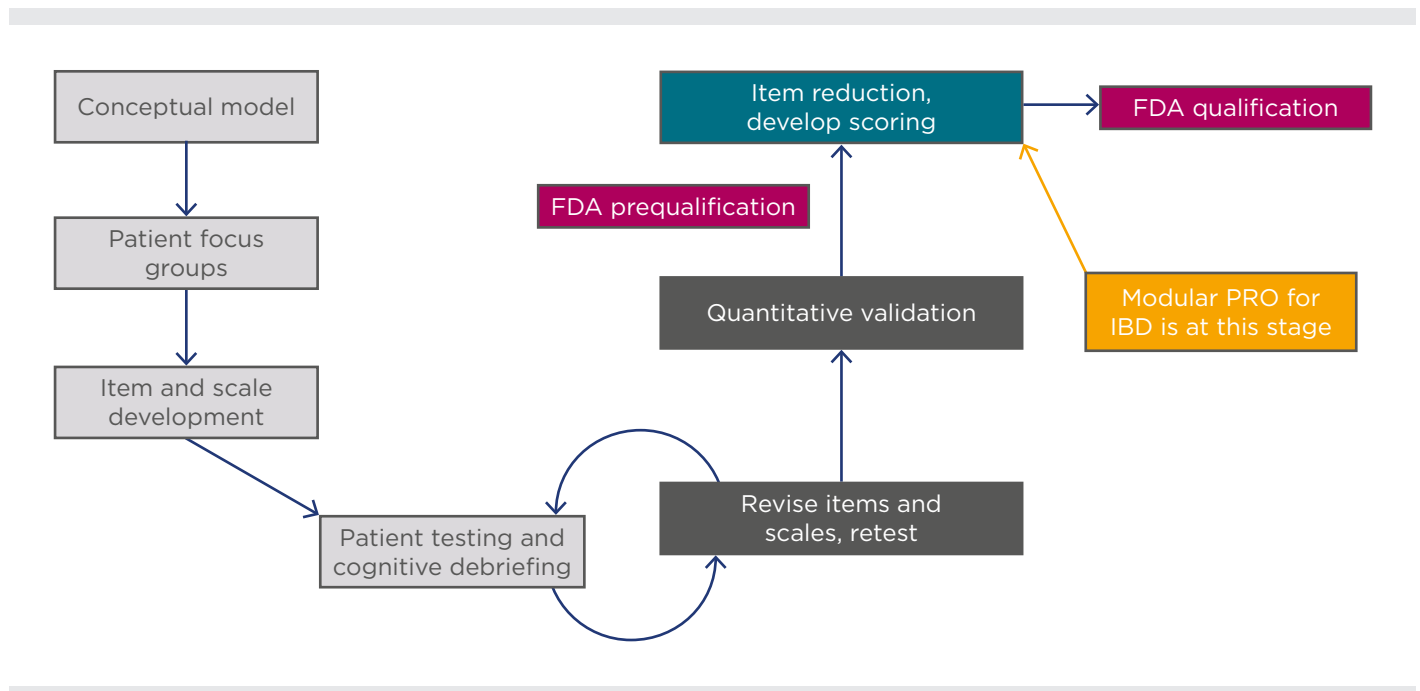 Conceptual model
Patient focus
groups
Item and scale
development
Patient testing and
cognitive debriefing
Revise items and
scales, retest
Quantitative validation
FDA prequalification
Item reduction,
develop scoring
FDA qualification
Modular PRO for
IBD is at this stage